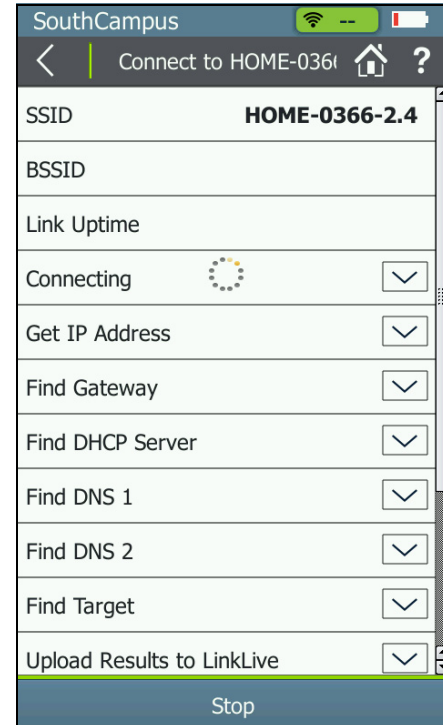 SouthCampus --
Connect to HOME-036 ?
SSID HOME-0366-2.4
BSSID
Link Uptime
Connecting
Get IP Address
Find Gateway
Find DHCP Server
Find DNS 1
Find DNS 2
Find Target
Upload Results to LinkLive
Stop